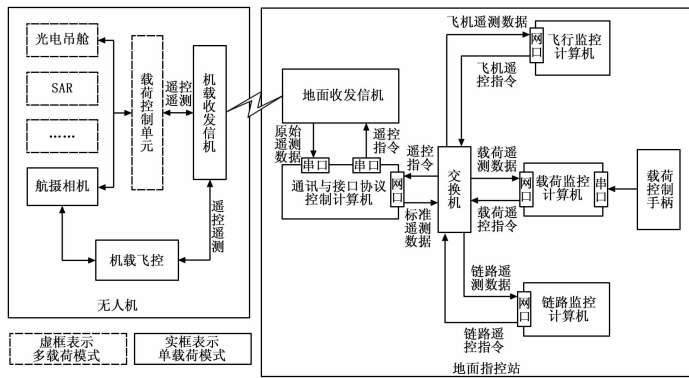 光电吊舱
SAR
……
航摄相机
载荷
控制
单元
遥控
遥测
机载收发信机
遥控遥测
机载飞控
无人机
虚框表示
多载荷模式
实框表示
单载荷模式
地面收发信机
原始
遥测
数据
遥控
指令
串口
串口
通讯与接口协议
控制计算机
网口
遥控
指令
标准
遥测
数据
交换机
飞机遥测数据
飞机遥
控指令
网口
飞行监控
计算机
载荷遥
测数据
载荷遥
控指令
网口
载荷监控
计算机
串口
载荷
控制
手柄
链路遥
测数据
链路遥
控指令
网口
链路监控
计算机
地面指控站